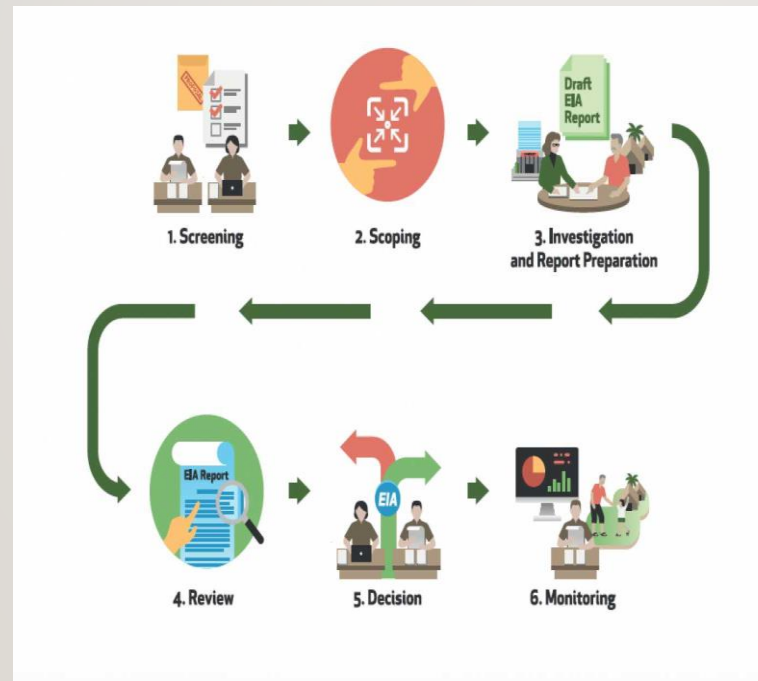 Draft
EIA
Report
1. Screening
2. Scoping
3. Investigation
and Report Preparation
EIA Report
EIA
4. Review
5. Decision
6. Monitoring